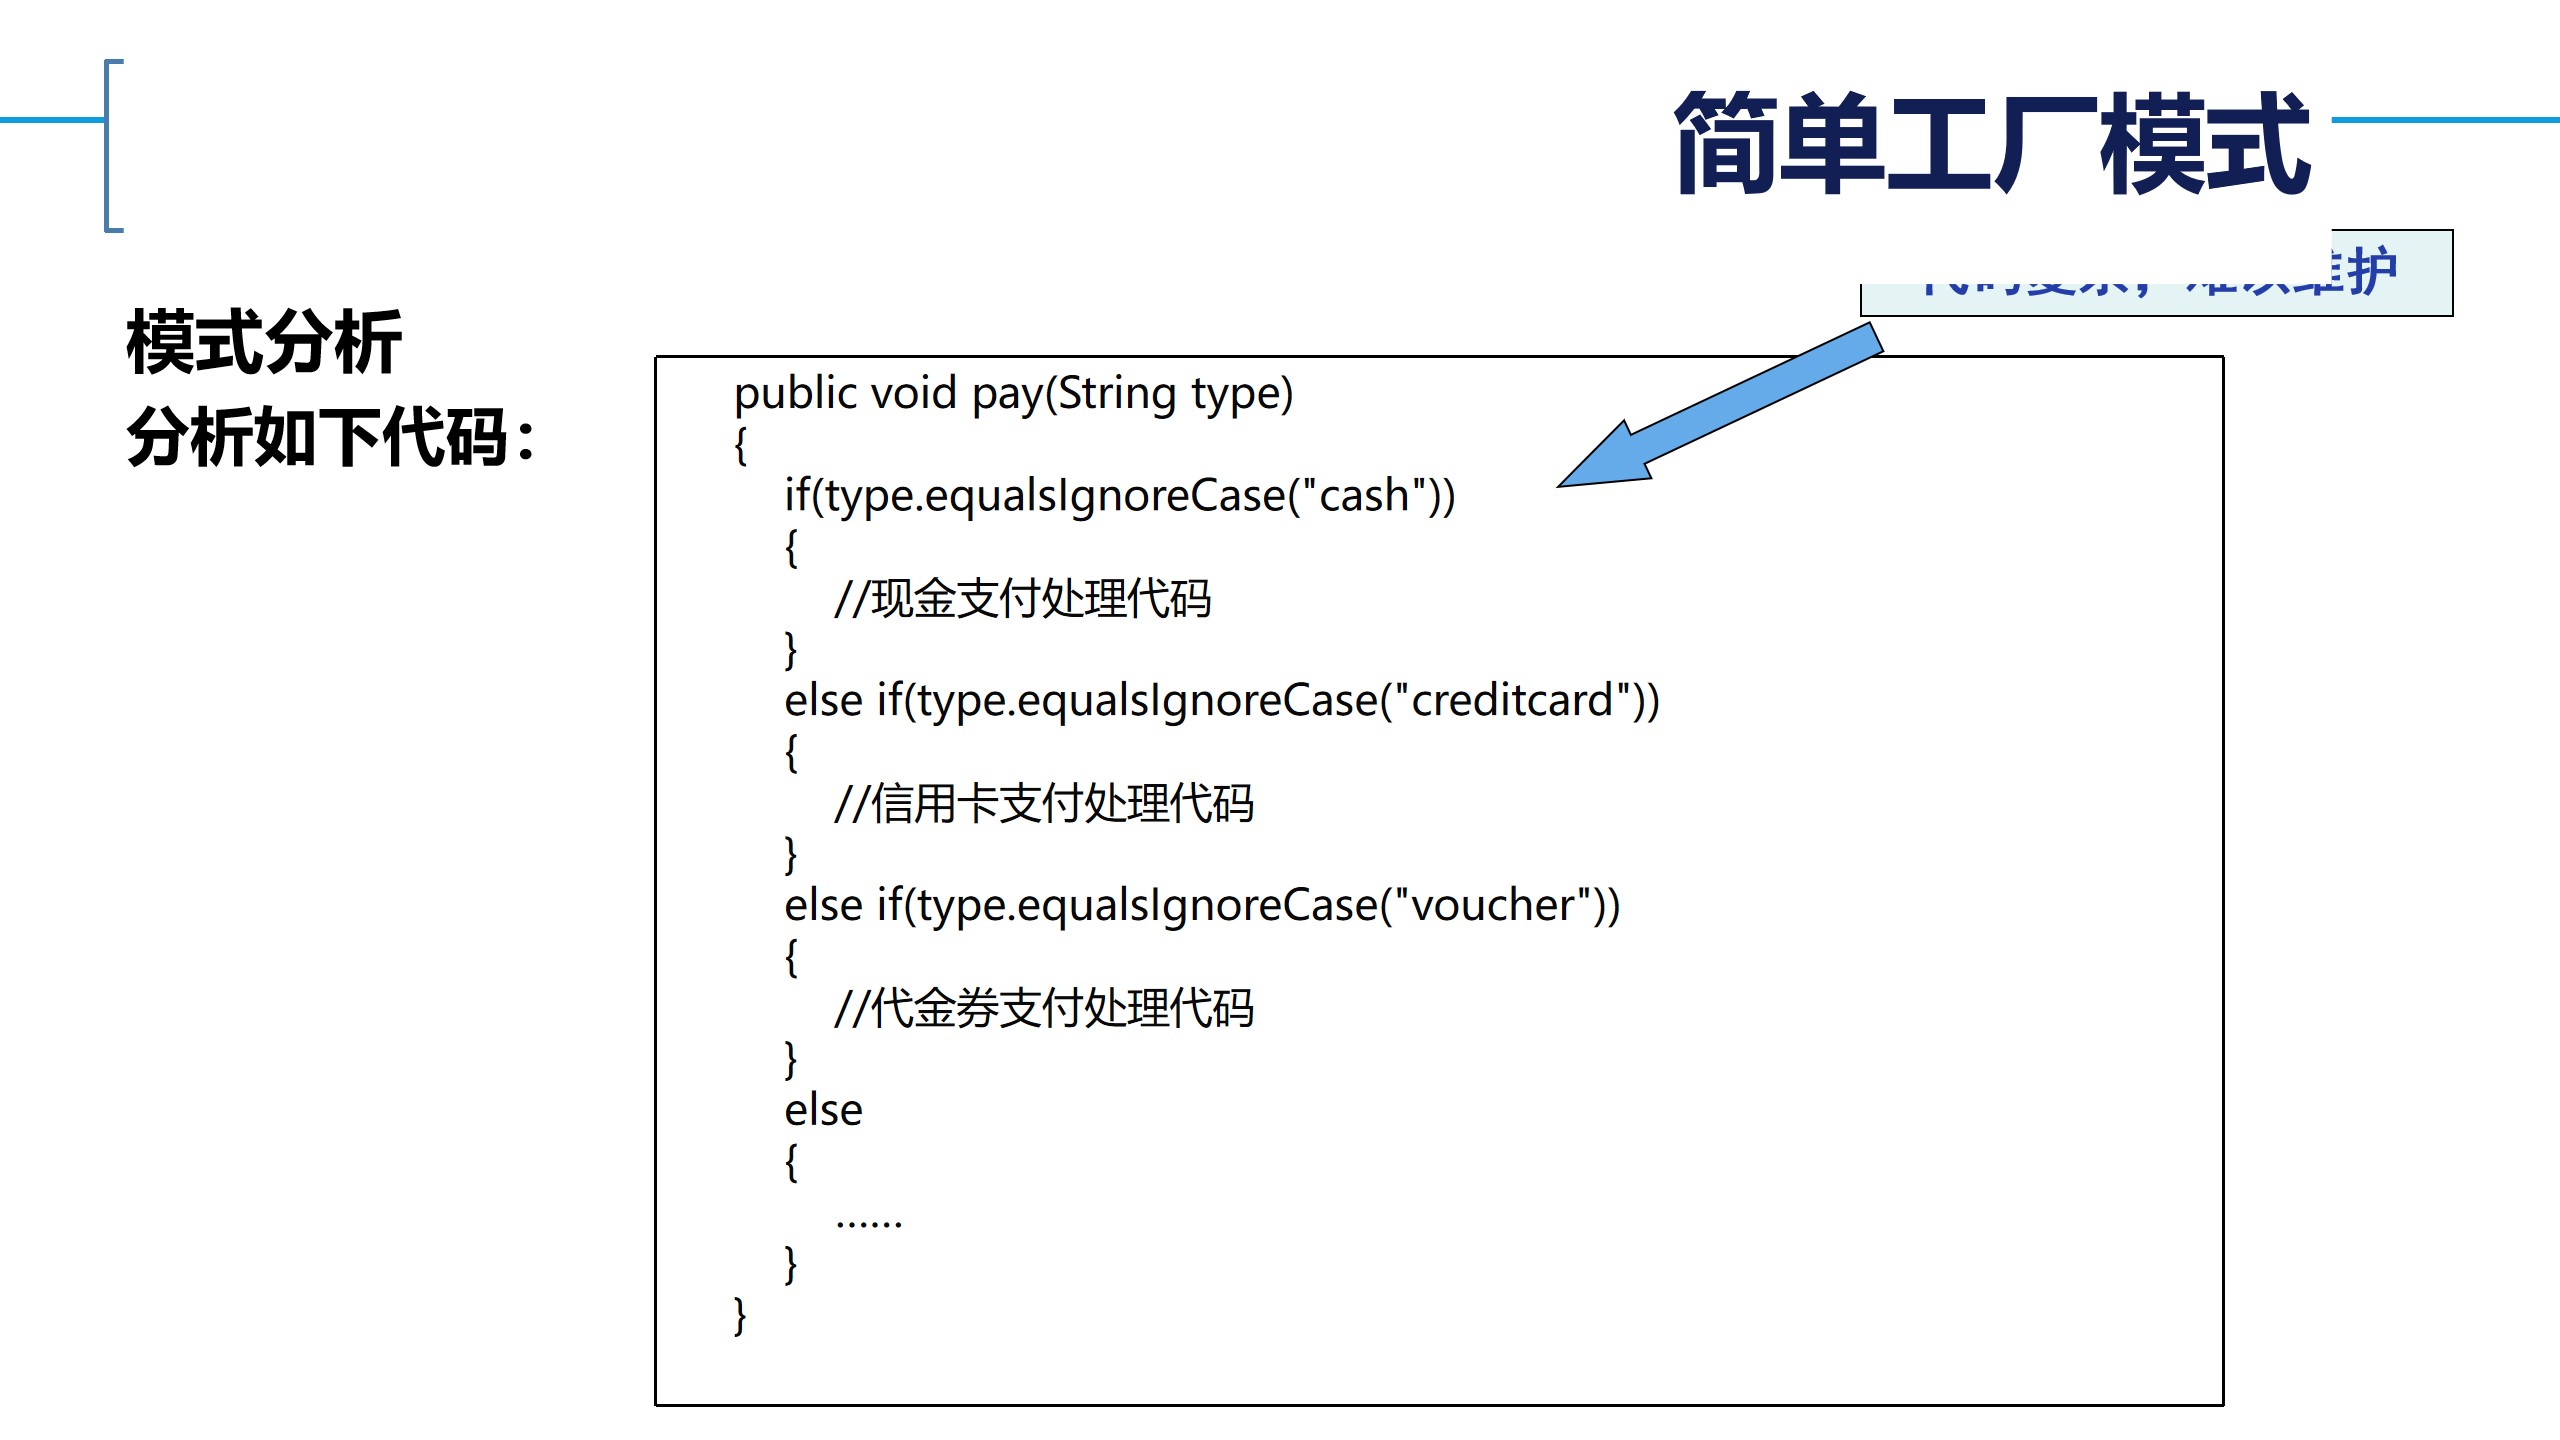 简单工厂模式
维护
模式分析
分析如下代码：
public void pay(String type)
{
if(type.equalsIgnoreCase("cash"))
{
//现金支付处理代码
}
else if(type.equalsIgnoreCase("creditcard"))
{
//信用卡支付处理代码
}
else if(type.equalsIgnoreCase("voucher"))
{
//代金券支付处理代码
}
else
{
......
}
}